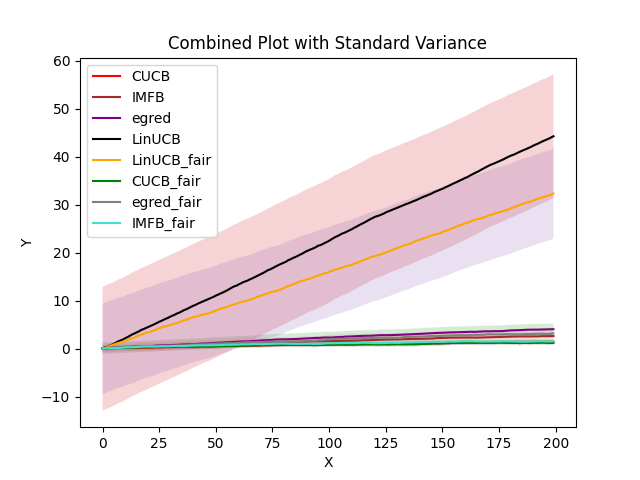 Combined Plot with Standard Variance
60
50
40
30
20
10
0
−10
Y
CUCB
IMFB
egred
LinUCB
LinUCB_fair
CUCB_fair
egred_fair
IMFB_fair
0 25 50 75 100 125 150 175 200
X